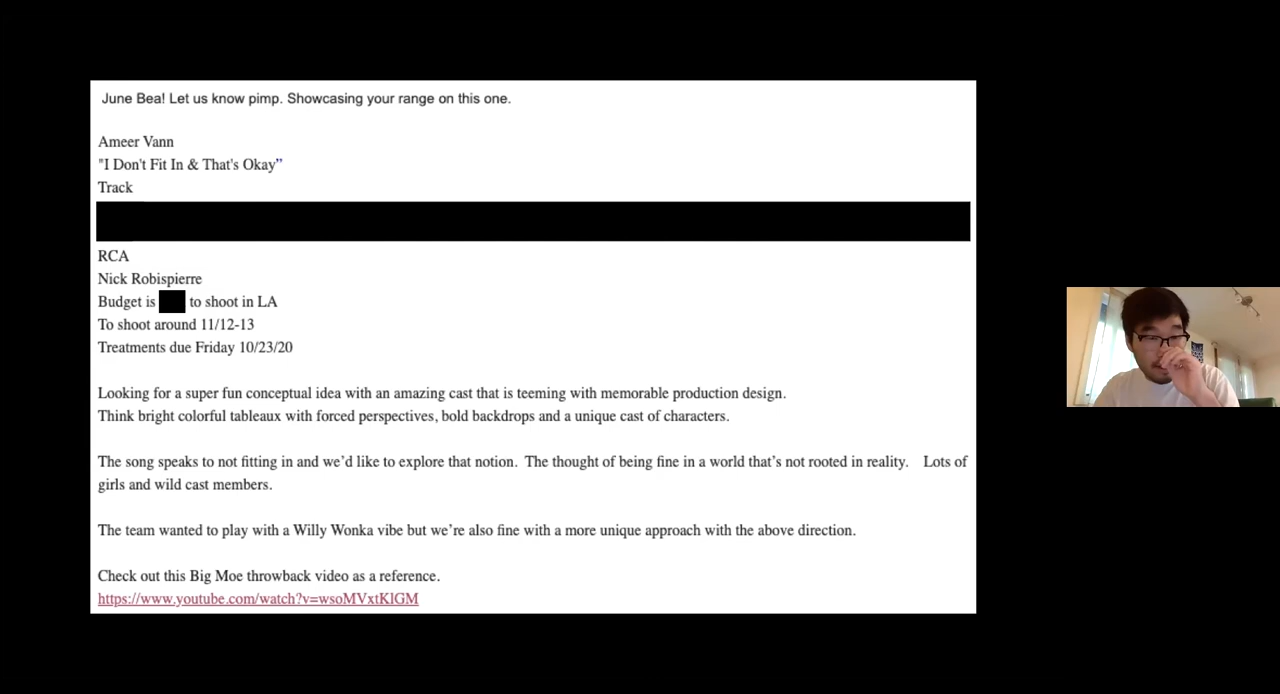 June Bea! Let us know pimp. Showcasing your range on this one.
Ameer Vann
"I Don't Fit In & That's Okay”
Track
RCA
Nick Robispierre
Budget is to shoot in LA
To shoot around 11/12-13
Treatments due Friday 10/23/20
Looking for a super fun conceptual idea with an amazing cast that is teeming with memorable production design.
Think bright colorful tableaux with forced perspectives, bold backdrops and a unique cast of characters.
The song speaks to not fitting in and we’d like to explore that notion. The thought of being fine in a world that’s not rooted in reality. Lots of
girls and wild cast members.
The team wanted to play with a Willy Wonka vibe but we’re also fine with a more unique approach with the above direction.
Check out this Big Moe throwback video as a reference.
https://www.youtube.com/watch?v=wsoMVxtKlGM